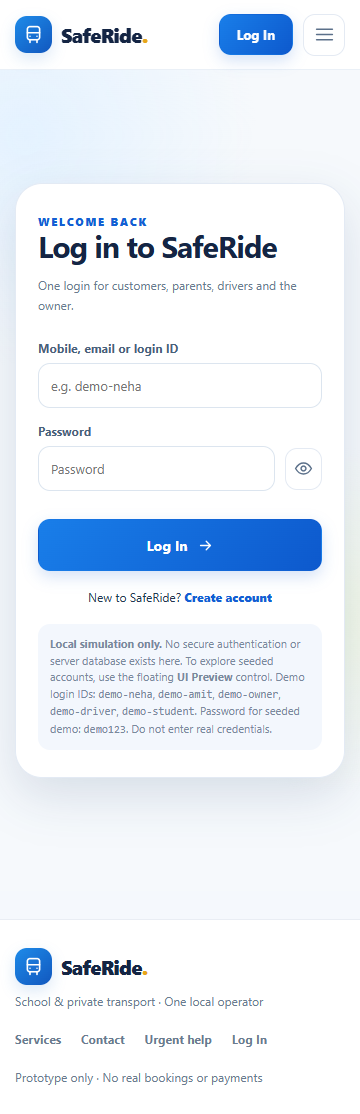 SafeRide.
Log In
WELCOME BACK
Log in to SafeRide
One login for customers, parents, drivers and the
owner.
Mobile, email or login ID
e.g. demo-neha
Password
Password
Log In →
New to SafeRide? Create account
Local simulation only. No secure authentication or
server database exists here. To explore seeded
accounts, use the floating UI Preview control. Demo
login IDs: demo-neha, demo-amit, demo-owner,
demo-driver, demo-student. Password for seeded
demo: demo123. Do not enter real credentials.
SafeRide.
School & private transport · One local operator
Services Contact Urgent help Log In
Prototype only · No real bookings or payments